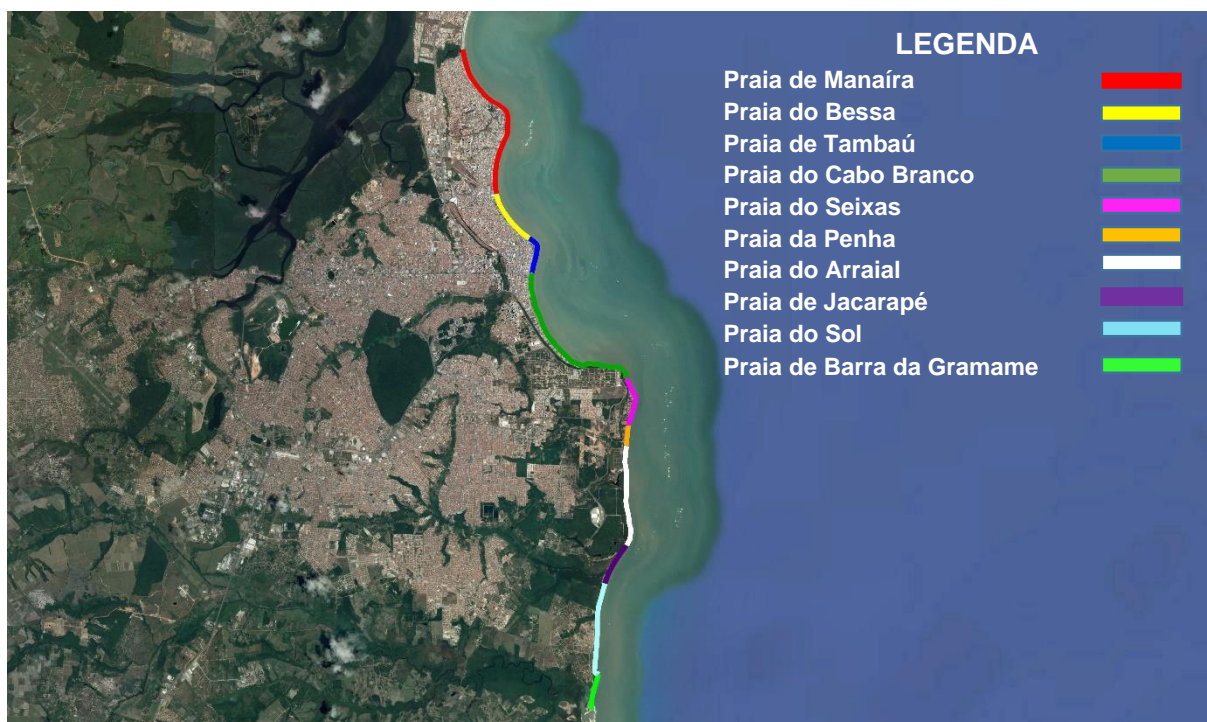 LEGENDA
Praia de Manaíra
Praia do Bessa
Praia de Tambaú
Praia do Cabo Branco
Praia do Seixas
Praia da Penha
Praia do Arraial
Praia de Jacarapé
Praia do Sol
Praia de Barra da Gramame